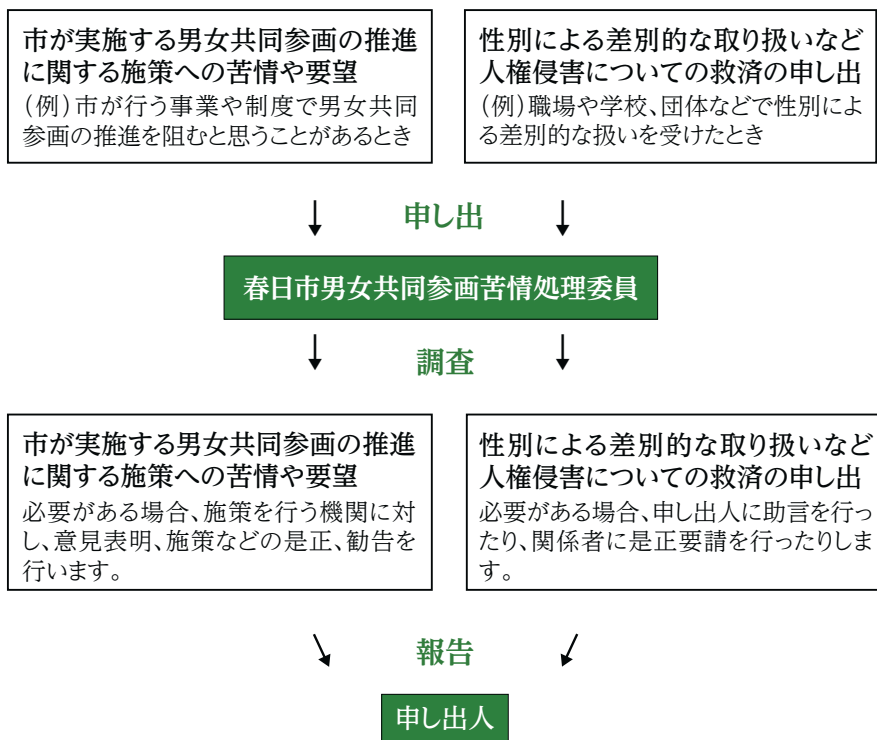 市が実施する男女共同参画の推進
に関する施策への苦情や要望
（例）市が行う事業や制度で男女共同
参画の推進を阻むと思うことがあるとき
性別による差別的な取り扱いなど
人権侵害についての救済の申し出
（例）職場や学校、団体などで性別によ
る差別的な扱いを受けたとき
申し出
春日市男女共同参画苦情処理委員
調査
市が実施する男女共同参画の推進
に関する施策への苦情や要望
必要がある場合、施策を行う機関に対
し、意見表明、施策などの是正、勧告を
行います。
性別による差別的な取り扱いなど
人権侵害についての救済の申し出
必要がある場合、申し出人に助言を行っ
たり、関係者に是正要請を行ったりしま
す。
報告
申し出人